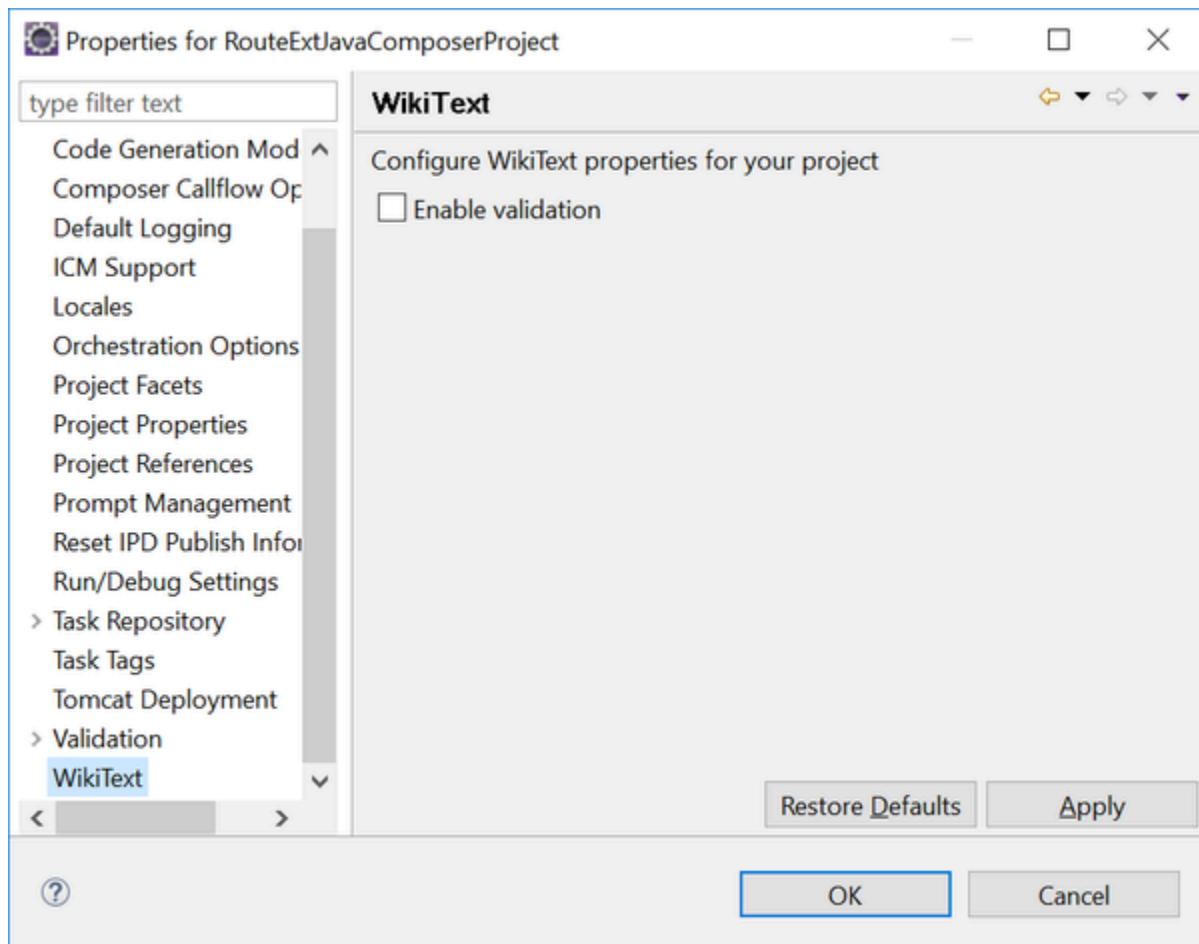 Properties for RouteExtJavaComposerProject
type filter text
Code Generation Mod
Composer Callflow Op
Default Logging
ICM Support
Locales
Orchestration Options
Project Facets
Project Properties
Project References
Prompt Management
Reset IPD Publish Infor
Run/Debug Settings
Task Repository
Task Tags
Tomcat Deployment
Validation
WikiText
WikiText
Configure WikiText properties for your project
Enable validation
Restore Defaults
Apply
OK
Cancel